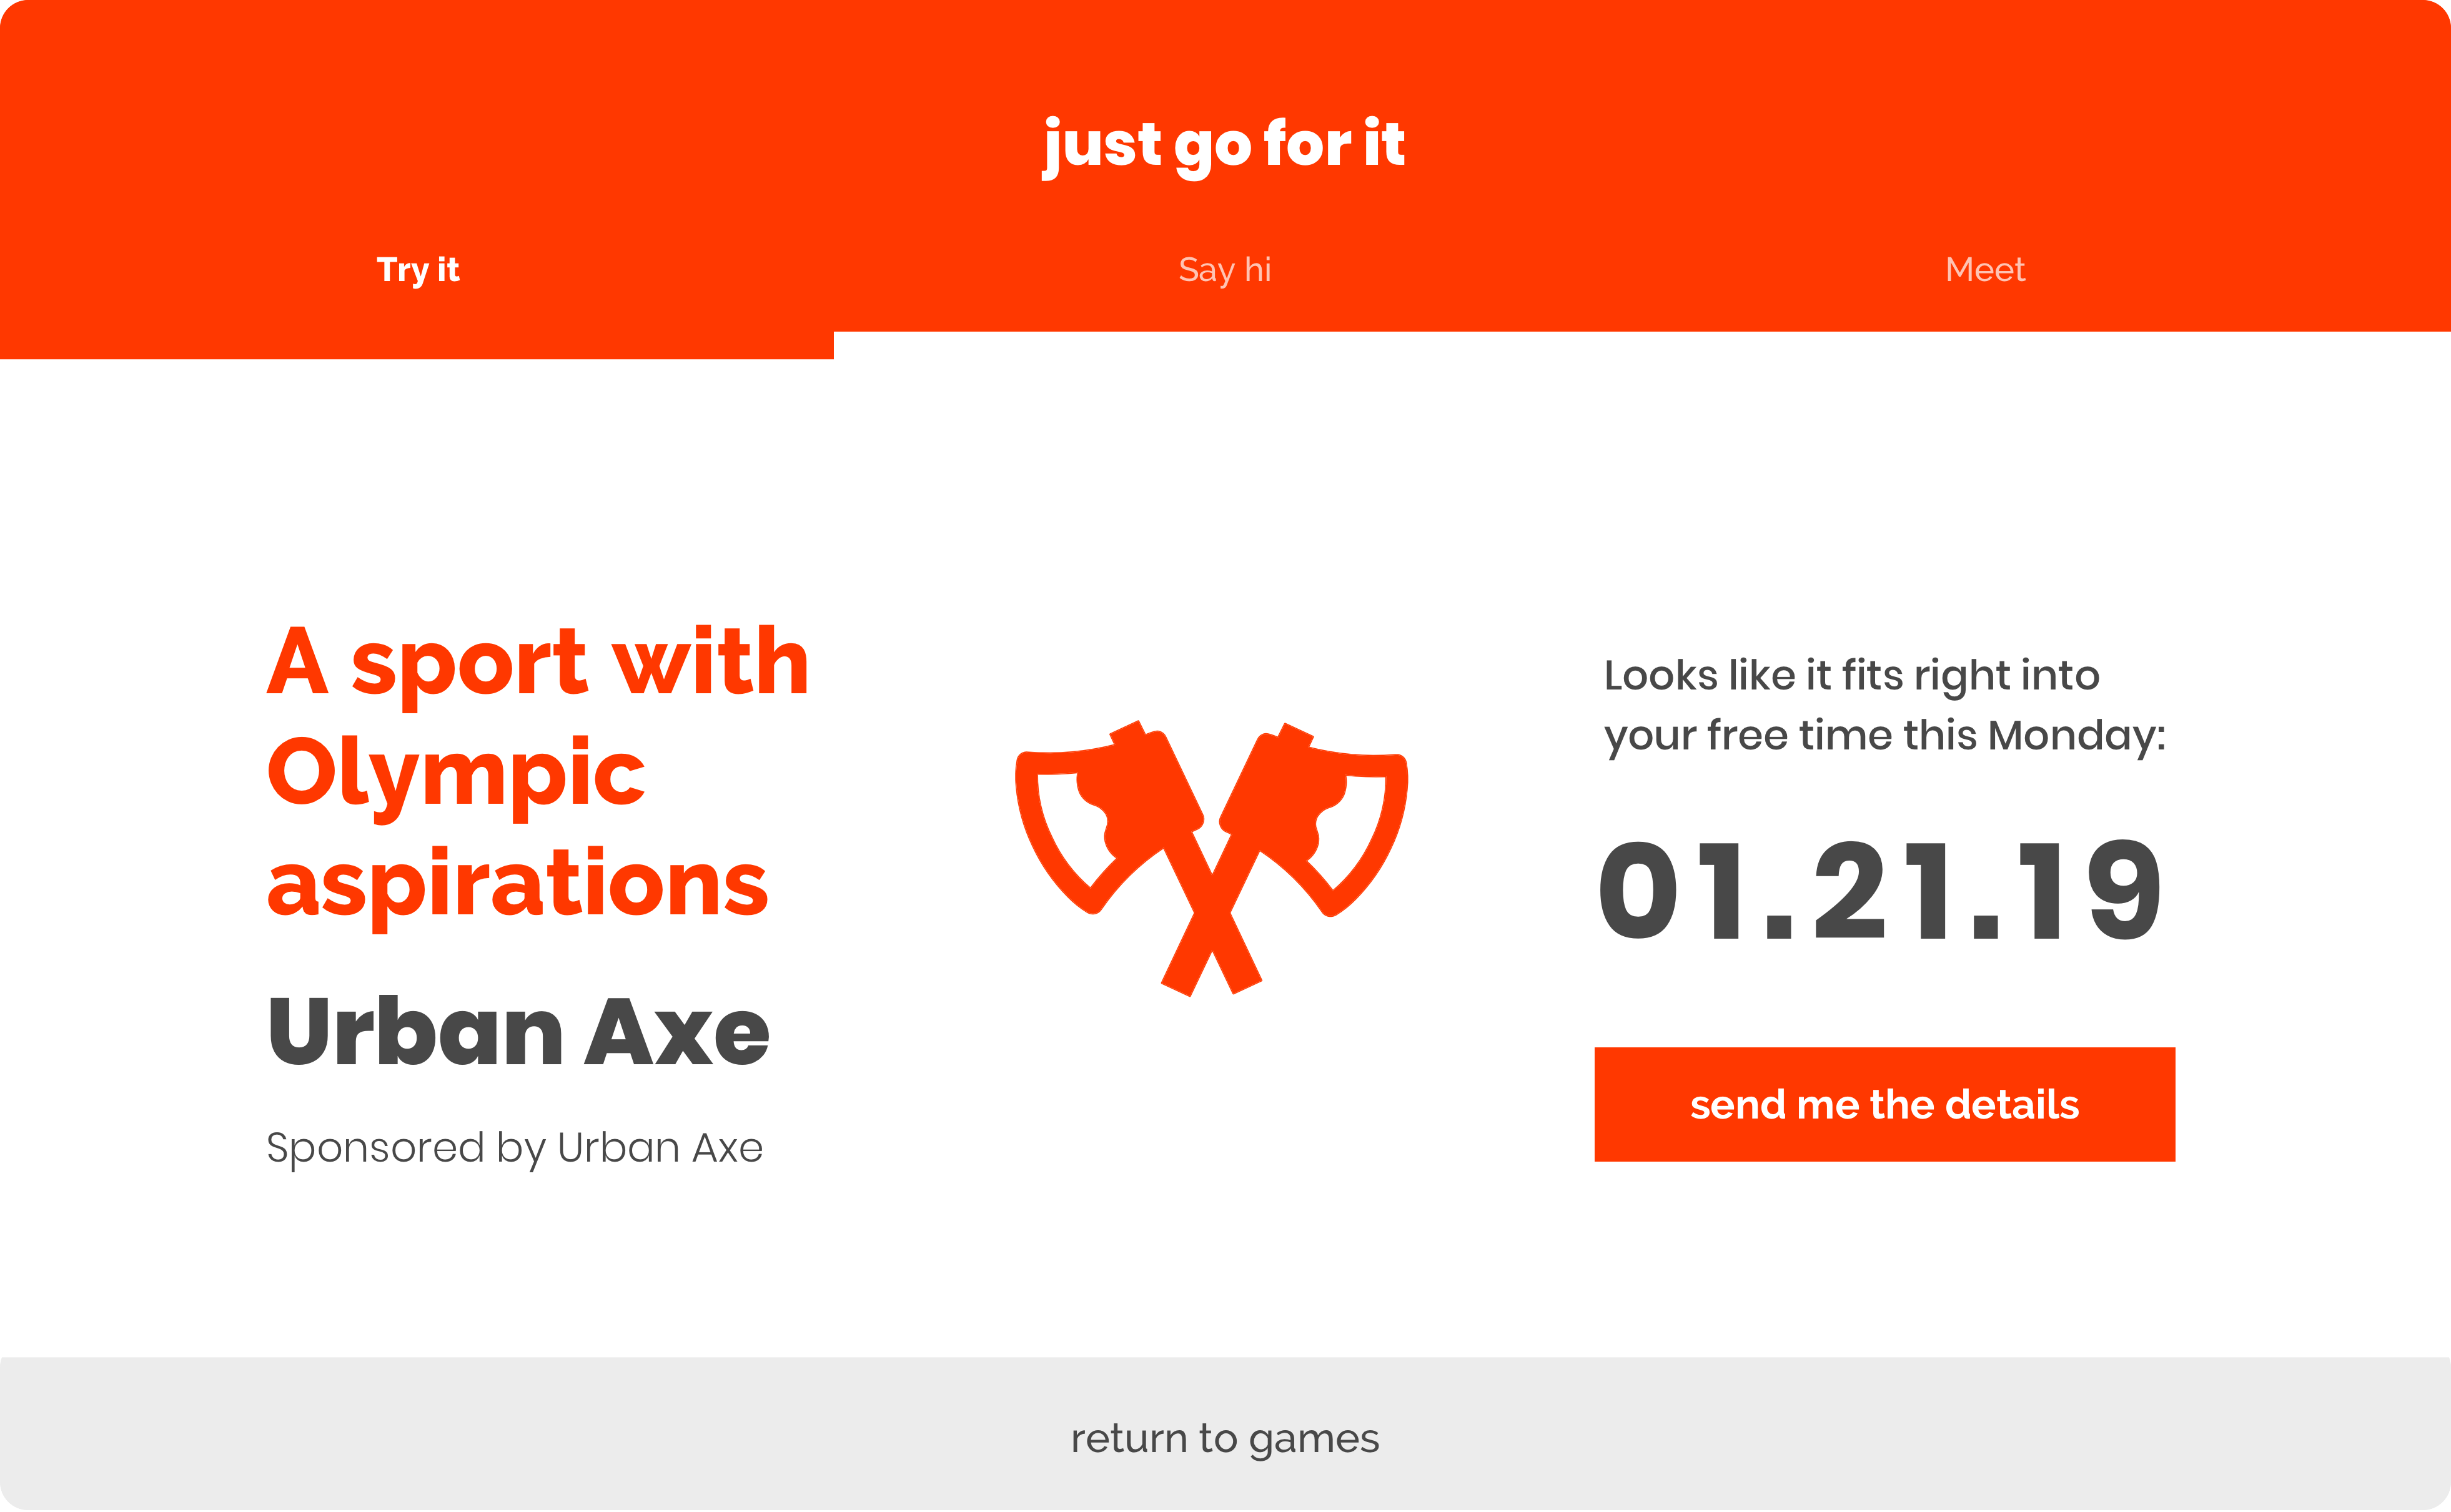 just go for it
Try it
Say hi
Meet
A sport with
Olympic
aspirations
Urban Axe
Sponsored by Urban Axe
Looks like it fits right into
your free time this Monday:
01.21.19
send me the details
return to games